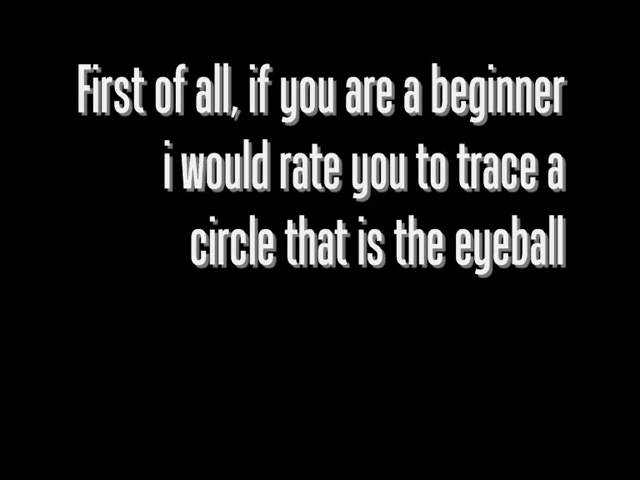 First of all, if you are a beginner
i would rate you to trace a
circle that is the eyeball